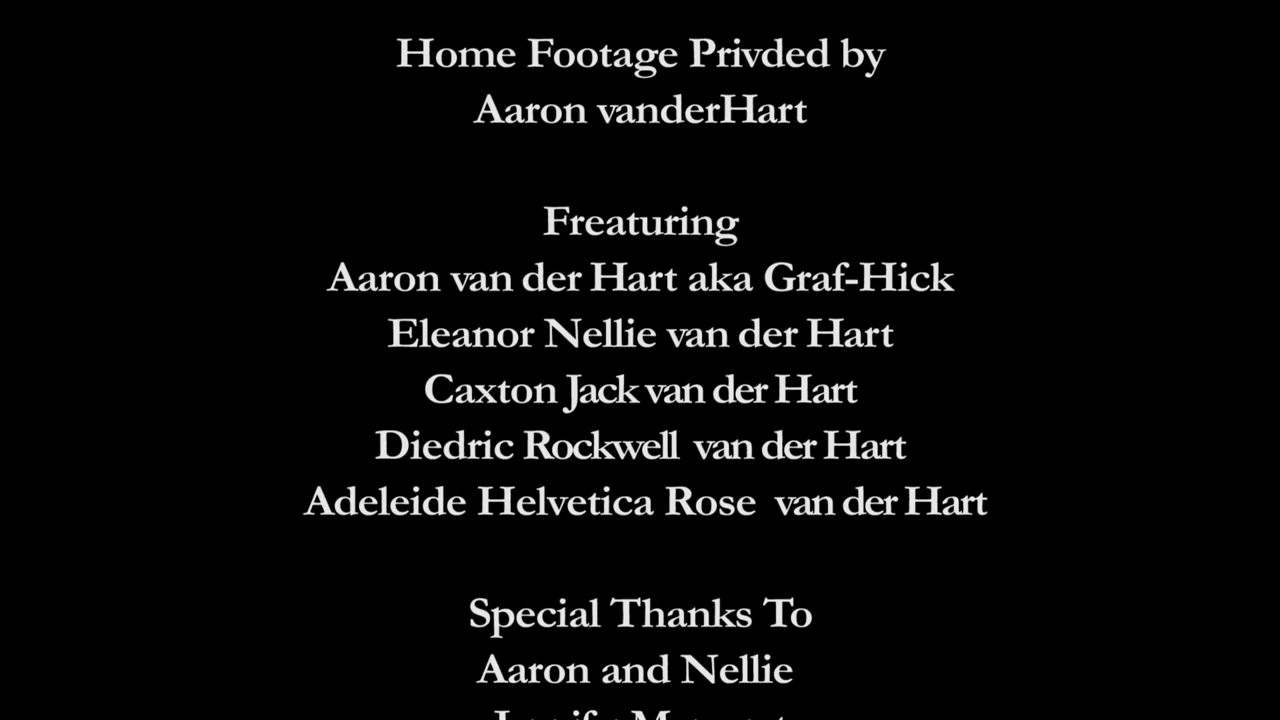 Home Footage Privded by
Aaron vanderHart
Freaturing
Aaron van der Hart aka Graf-Hick
Eleanor Nellie van der Hart
Caxton Jack van der Hart
Diedric Rockwell van der Hart
Adeleide Helvetica Rose van der Hart
Special Thanks To
Aaron and Nellie